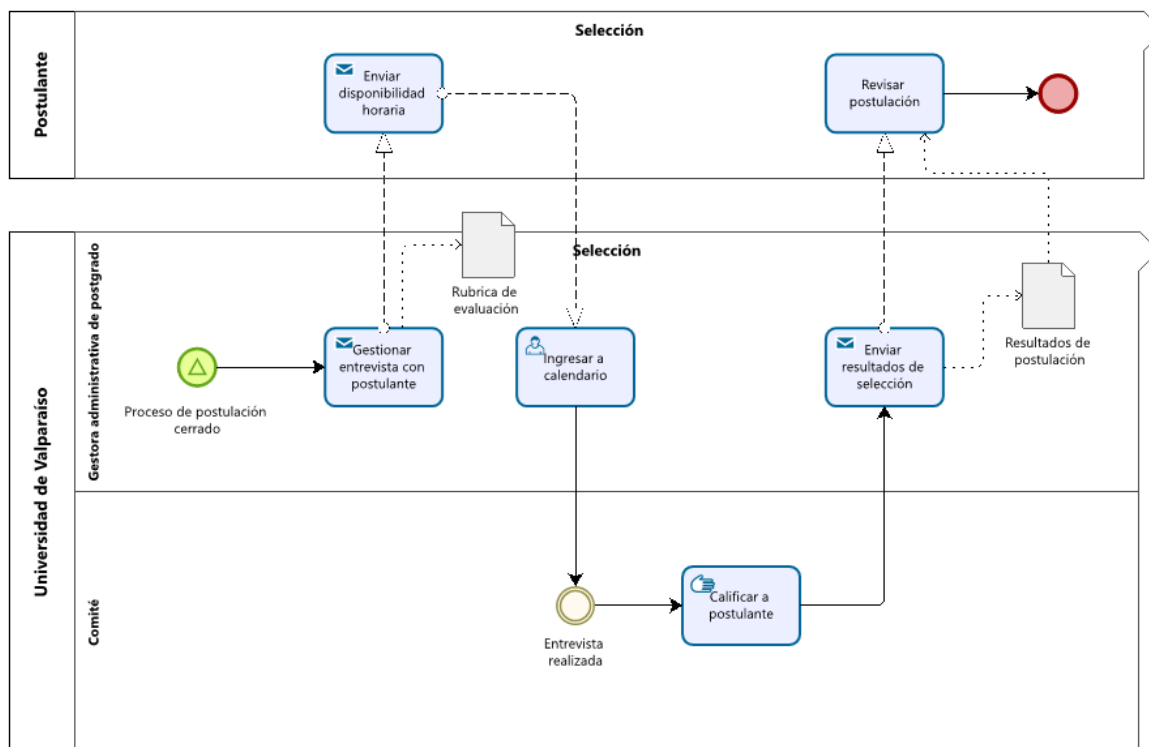 Selección
Postulante
Enviar
disponibilidad
horaria
Revisar
postulación
Selección
Universidad de Valparaíso
Gestora administrativa de postgrado
Rubrica de
evaluación
Proceso de postulación
cerrado
Gestionar
entrevista con
postulante
Ingresar a
calendario
Enviar
resultados de
selección
Resultados de
postulación
Comité
Entrevista
realizada
Calificar a
postulante